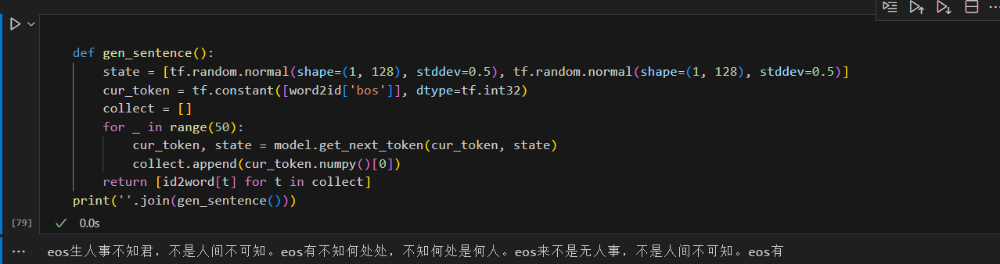 def gen_sentence():
    state = [tf.random.normal(shape=(1, 128), stddev=0.5), tf.random.normal(shape=(1, 128), stddev=0.5)]
    cur_token = tf.constant([word2id['bos']], dtype=tf.int32)
    collect = []
    for _ in range(50):
        cur_token, state = model.get_next_token(cur_token, state)
        collect.append(cur_token.numpy()[0])
    return [id2word[t] for t in collect]
print(''.join(gen_sentence()))
[79] 0.0s
eos生人事不知君，不是人间不可知。eos有不知何处处，不知何处是何人。eos来不是无人事，不是人间不可知。eos有